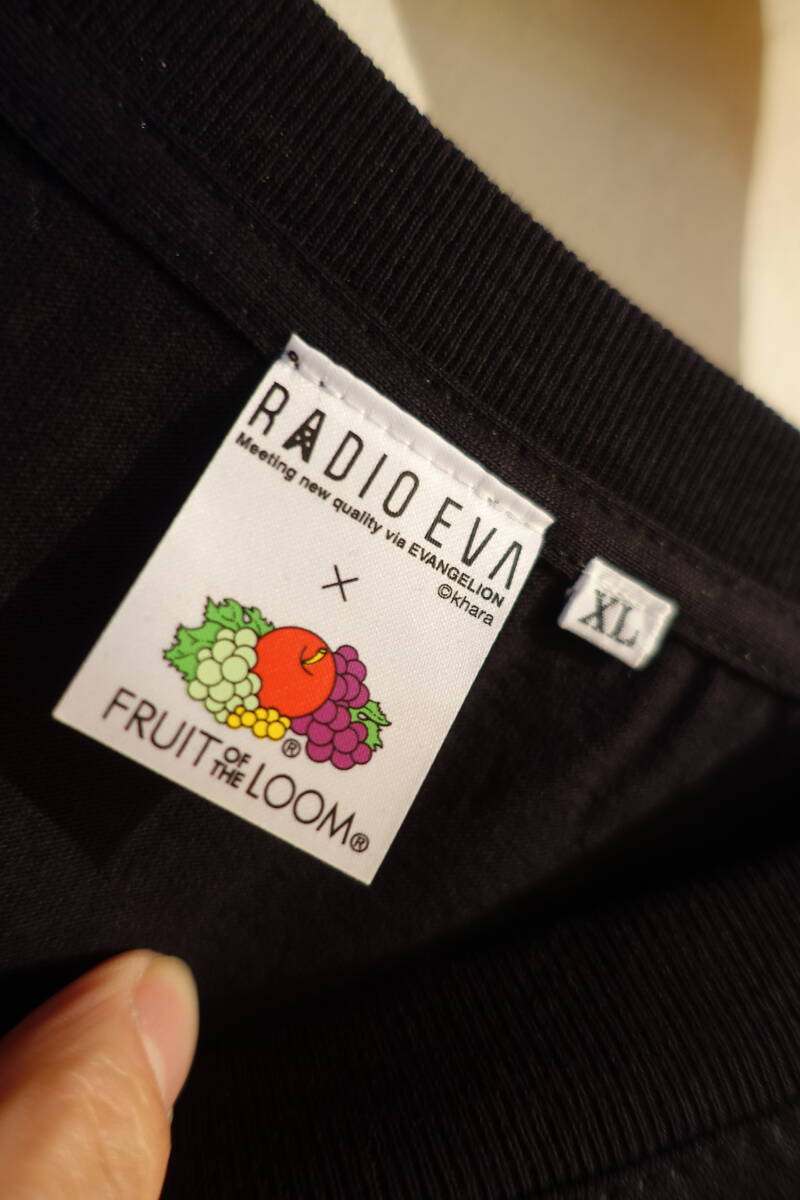 RADIO EVA
Meeting new quality via EVANGELION
©khara
×
FRUIT OF THE LOOM®
®
XL